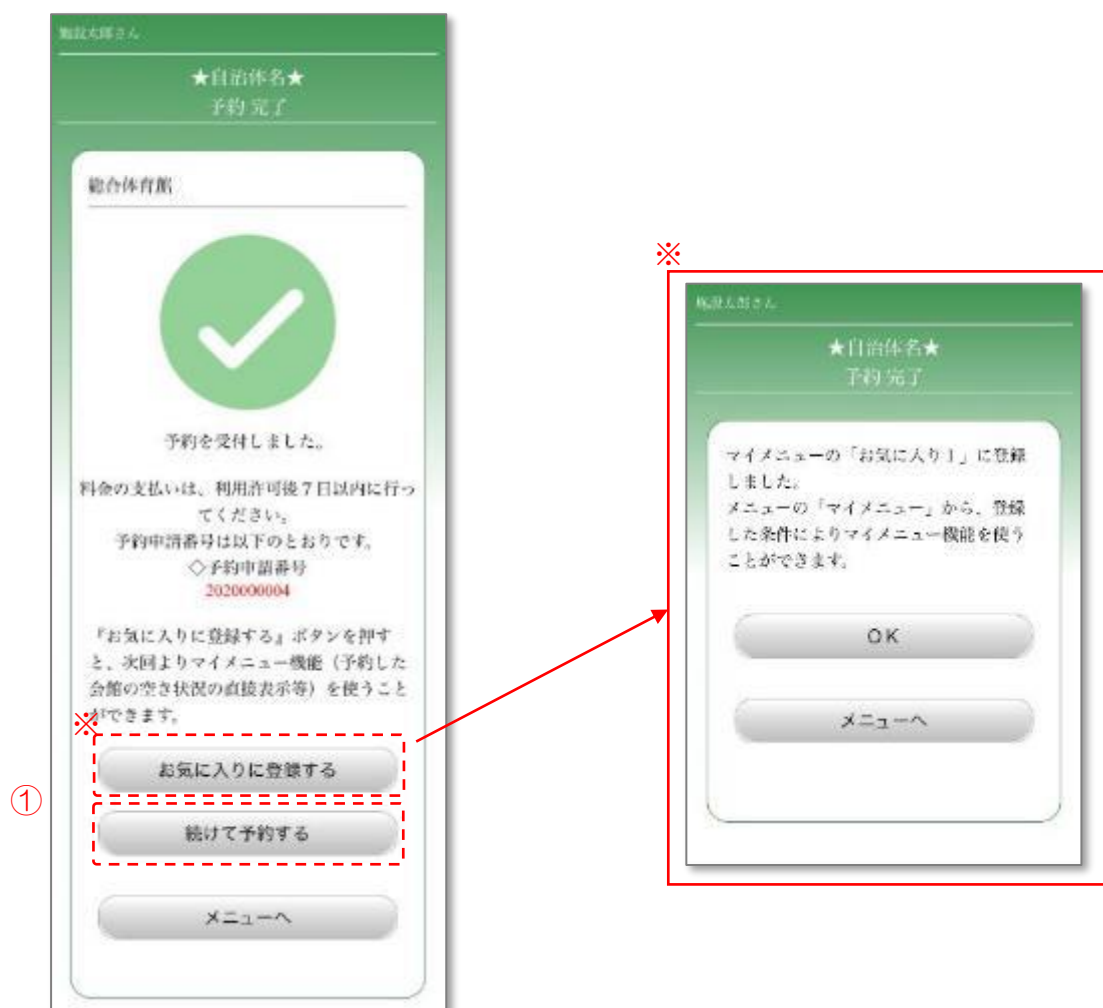 施設太郎さん
★自治体名★
予約 完了
総合体育館
予約を受付しました。
料金の支払いは、利用許可後7日以内に行っ
てください。
予約申請番号は以下のとおりです。
◇予約申請番号
2020000004
『お気に入りに登録する』ボタンを押す
と、次回よりマイメニュー機能（予約した
会館の空き状況の直接表示等）を使うこと
ができます。
※
お気に入りに登録する
①
続けて予約する
メニューへ
※
施設太郎さん
★自治体名★
予約 完了
マイメニューの「お気に入り１」に登録
しました。
メニューの「マイメニュー」から、登録
した条件によりマイメニュー機能を使う
ことができます。
OK
メニューへ